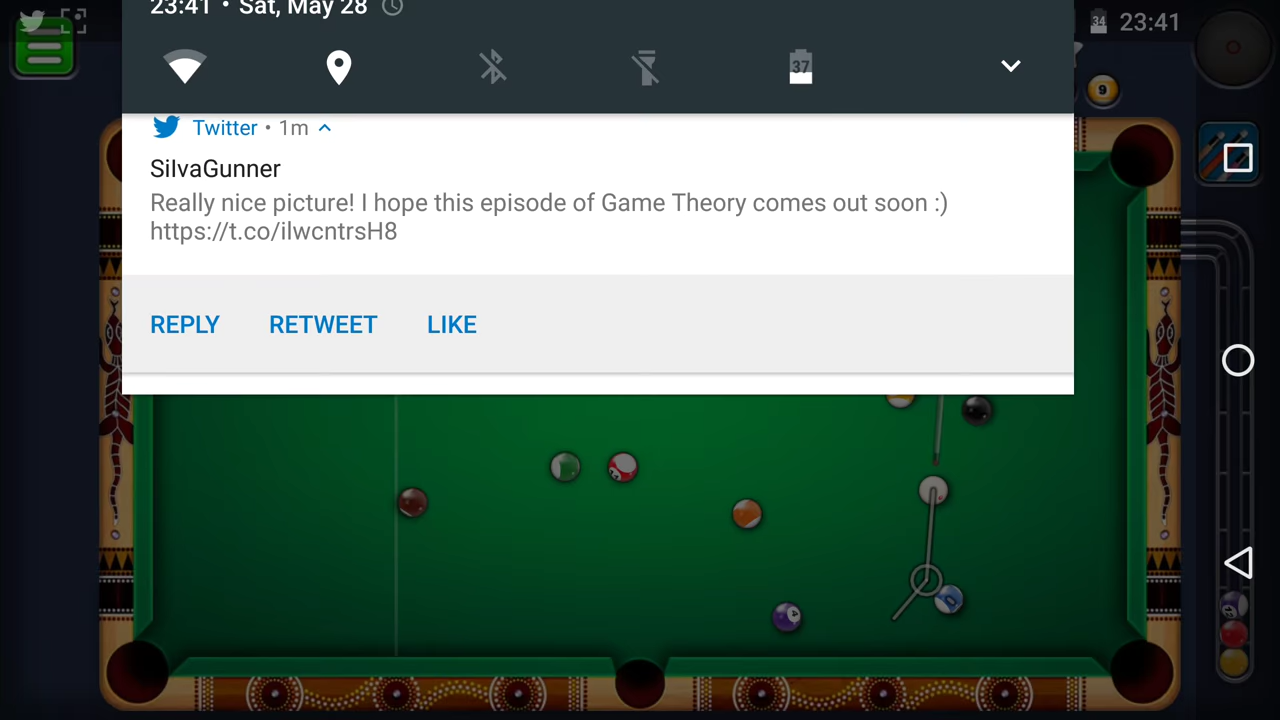 23:41 • Sat, May 28
34 23:41
37
Twitter • 1m
SilvaGunner
Really nice picture! I hope this episode of Game Theory comes out soon :)
https://t.co/ilwcntrsH8
REPLY RETWEET LIKE
9
4